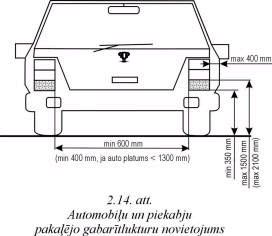 max 400 mm
min 600 mm
(min 400 mm, ja auto platums < 1300 mm)
min 350 mm
max 1500 mm
(max 2100 mm)
2.14. att.
Automobiļu un piekabju
pakaļējo gabarītlukturu novietojums